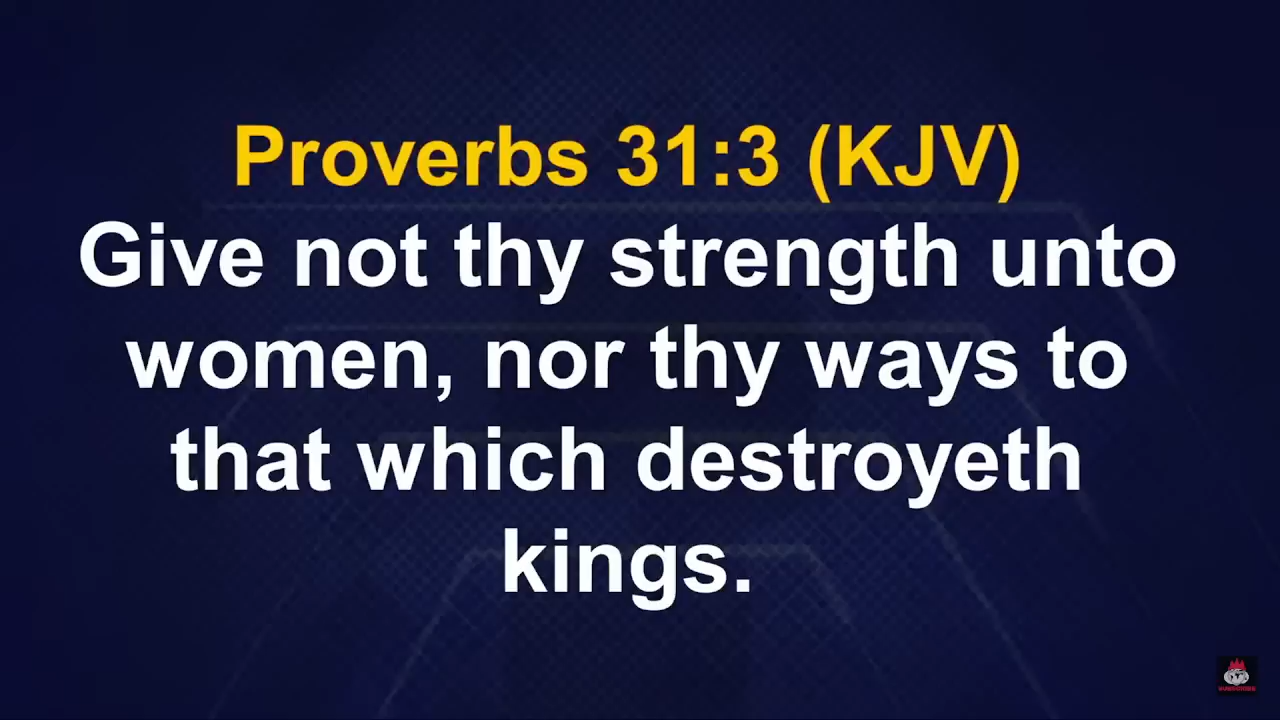 Proverbs 31:3 (KJV)
Give not thy strength unto
women, nor thy ways to
that which destroyeth
kings.